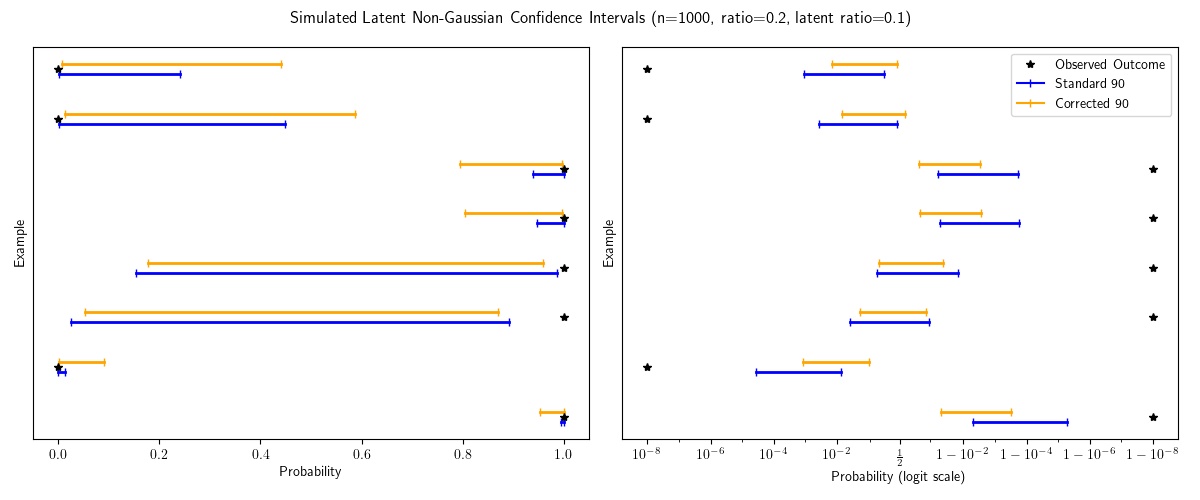 Simulated Latent Non-Gaussian Confidence Intervals (n=1000, ratio=0.2, latent ratio=0.1)
Example
0.0 0.2 0.4 0.6 0.8 1.0
Probability
Observed Outcome
Standard 90
Corrected 90
Example
10⁻⁸ 10⁻⁶ 10⁻⁴ 10⁻² 1/2 1 − 10⁻² 1 − 10⁻⁴ 1 − 10⁻⁶ 1 − 10⁻⁸
Probability (logit scale)